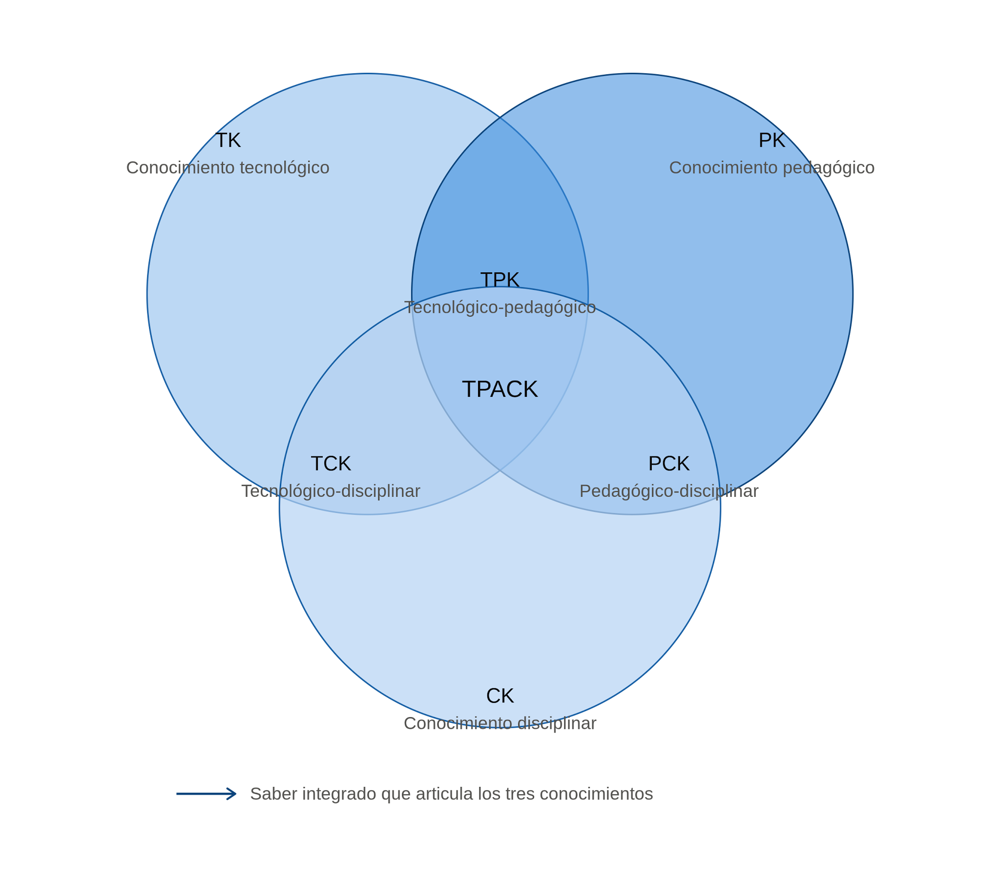 TK
Conocimiento tecnológico
PK
Conocimiento pedagógico
TPK
Tecnológico-pedagógico
TPACK
TCK
Tecnológico-disciplinar
PCK
Pedagógico-disciplinar
CK
Conocimiento disciplinar
Saber integrado que articula los tres conocimientos